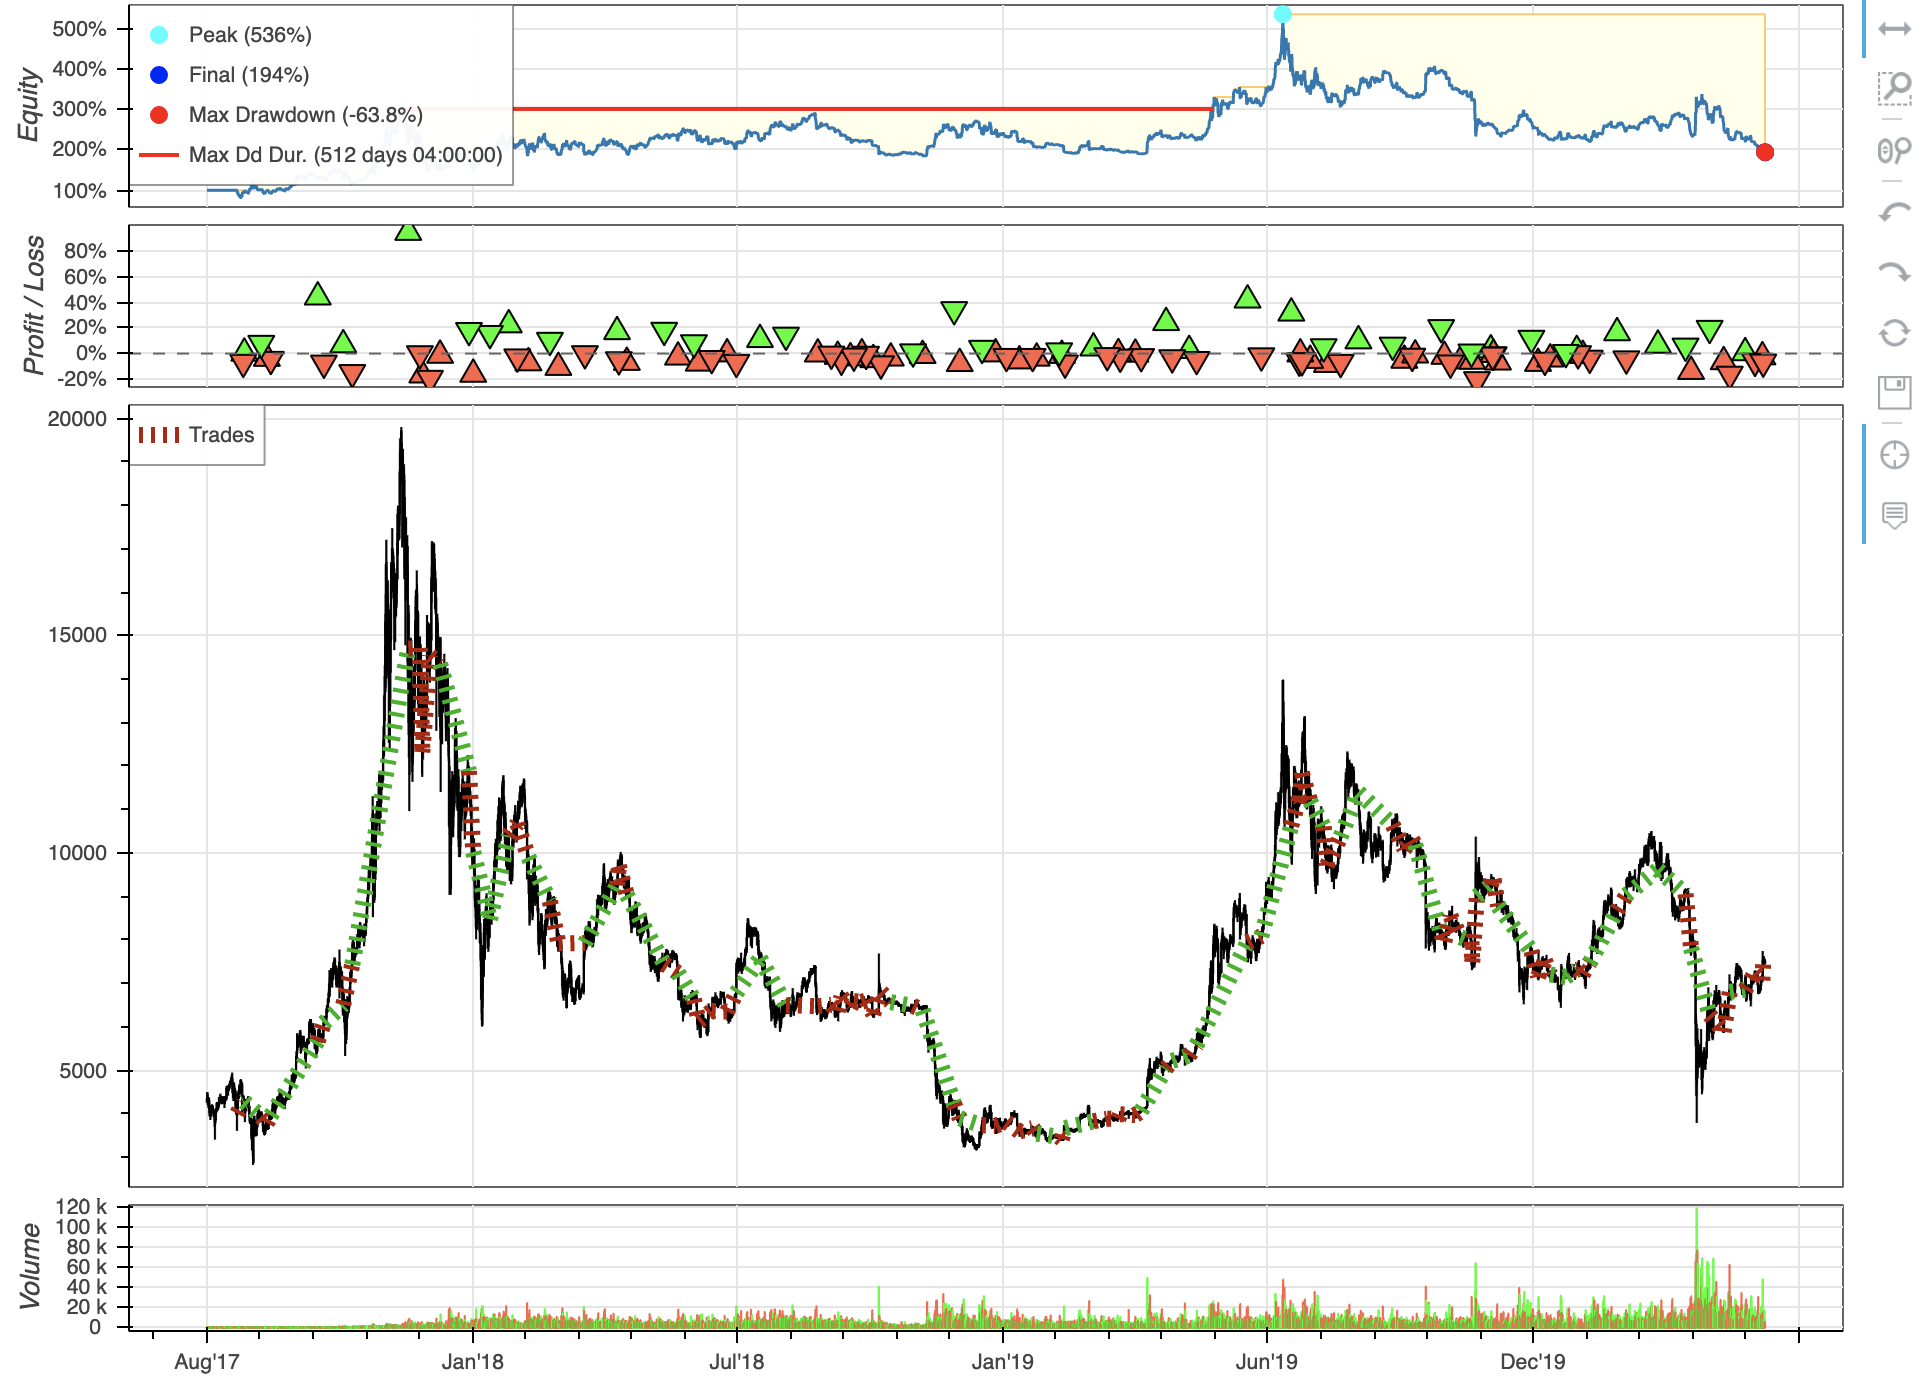 500%
400%
300%
200%
100%
Equity
Peak (536%)
Final (194%)
Max Drawdown (-63.8%)
Max Dd Dur. (512 days 04:00:00)
80%
60%
40%
20%
0%
-20%
Profit / Loss
20000
15000
10000
5000
Trades
120 k
100 k
80 k
60 k
40 k
20 k
0
Volume
Aug'17 Jan'18 Jul'18 Jan'19 Jun'19 Dec'19